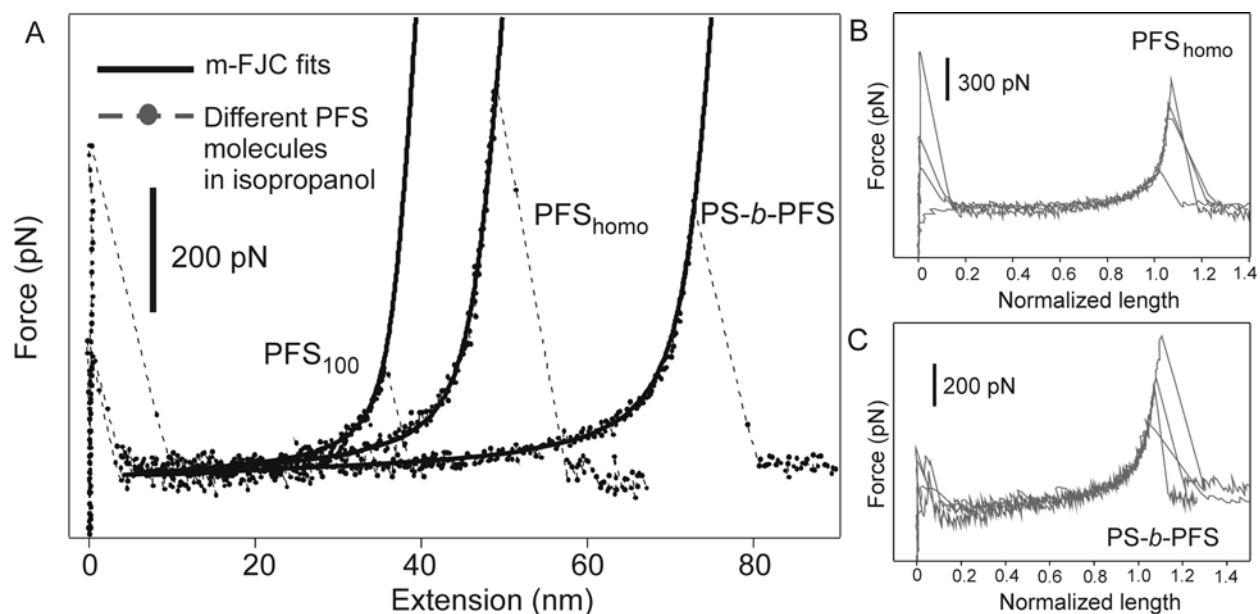 A
m-FJC fits
Different PFS
molecules
in isopropanol
200 pN
PFS100
PFShomo
PS-b-PFS
Force (pN)
0 20 40 60 80
Extension (nm)
B
PFShomo
300 pN
Force (pN)
0 0.2 0.4 0.6 0.8 1.0 1.2 1.4
Normalized length
C
200 pN
PS-b-PFS
Force (pN)
0 0.2 0.4 0.6 0.8 1.0 1.2 1.4
Normalized length